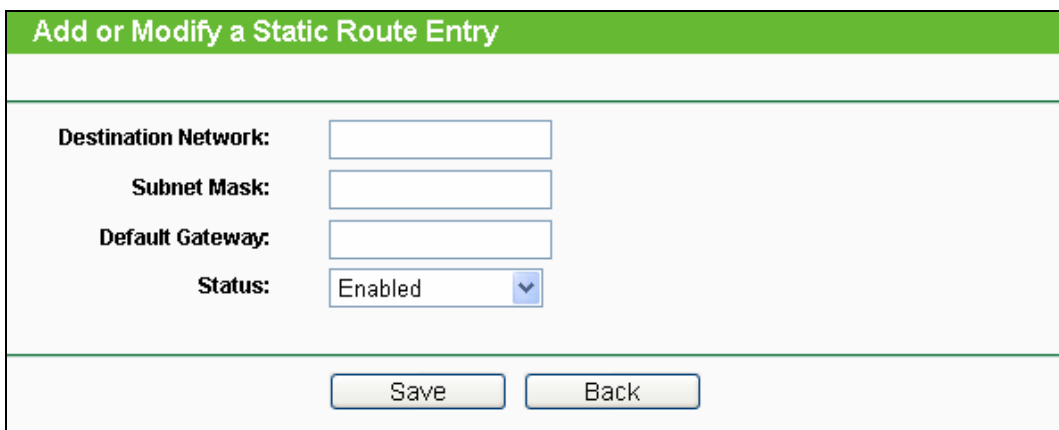 Add or Modify a Static Route Entry
Destination Network:
Subnet Mask:
Default Gateway:
Status: Enabled
Save Back